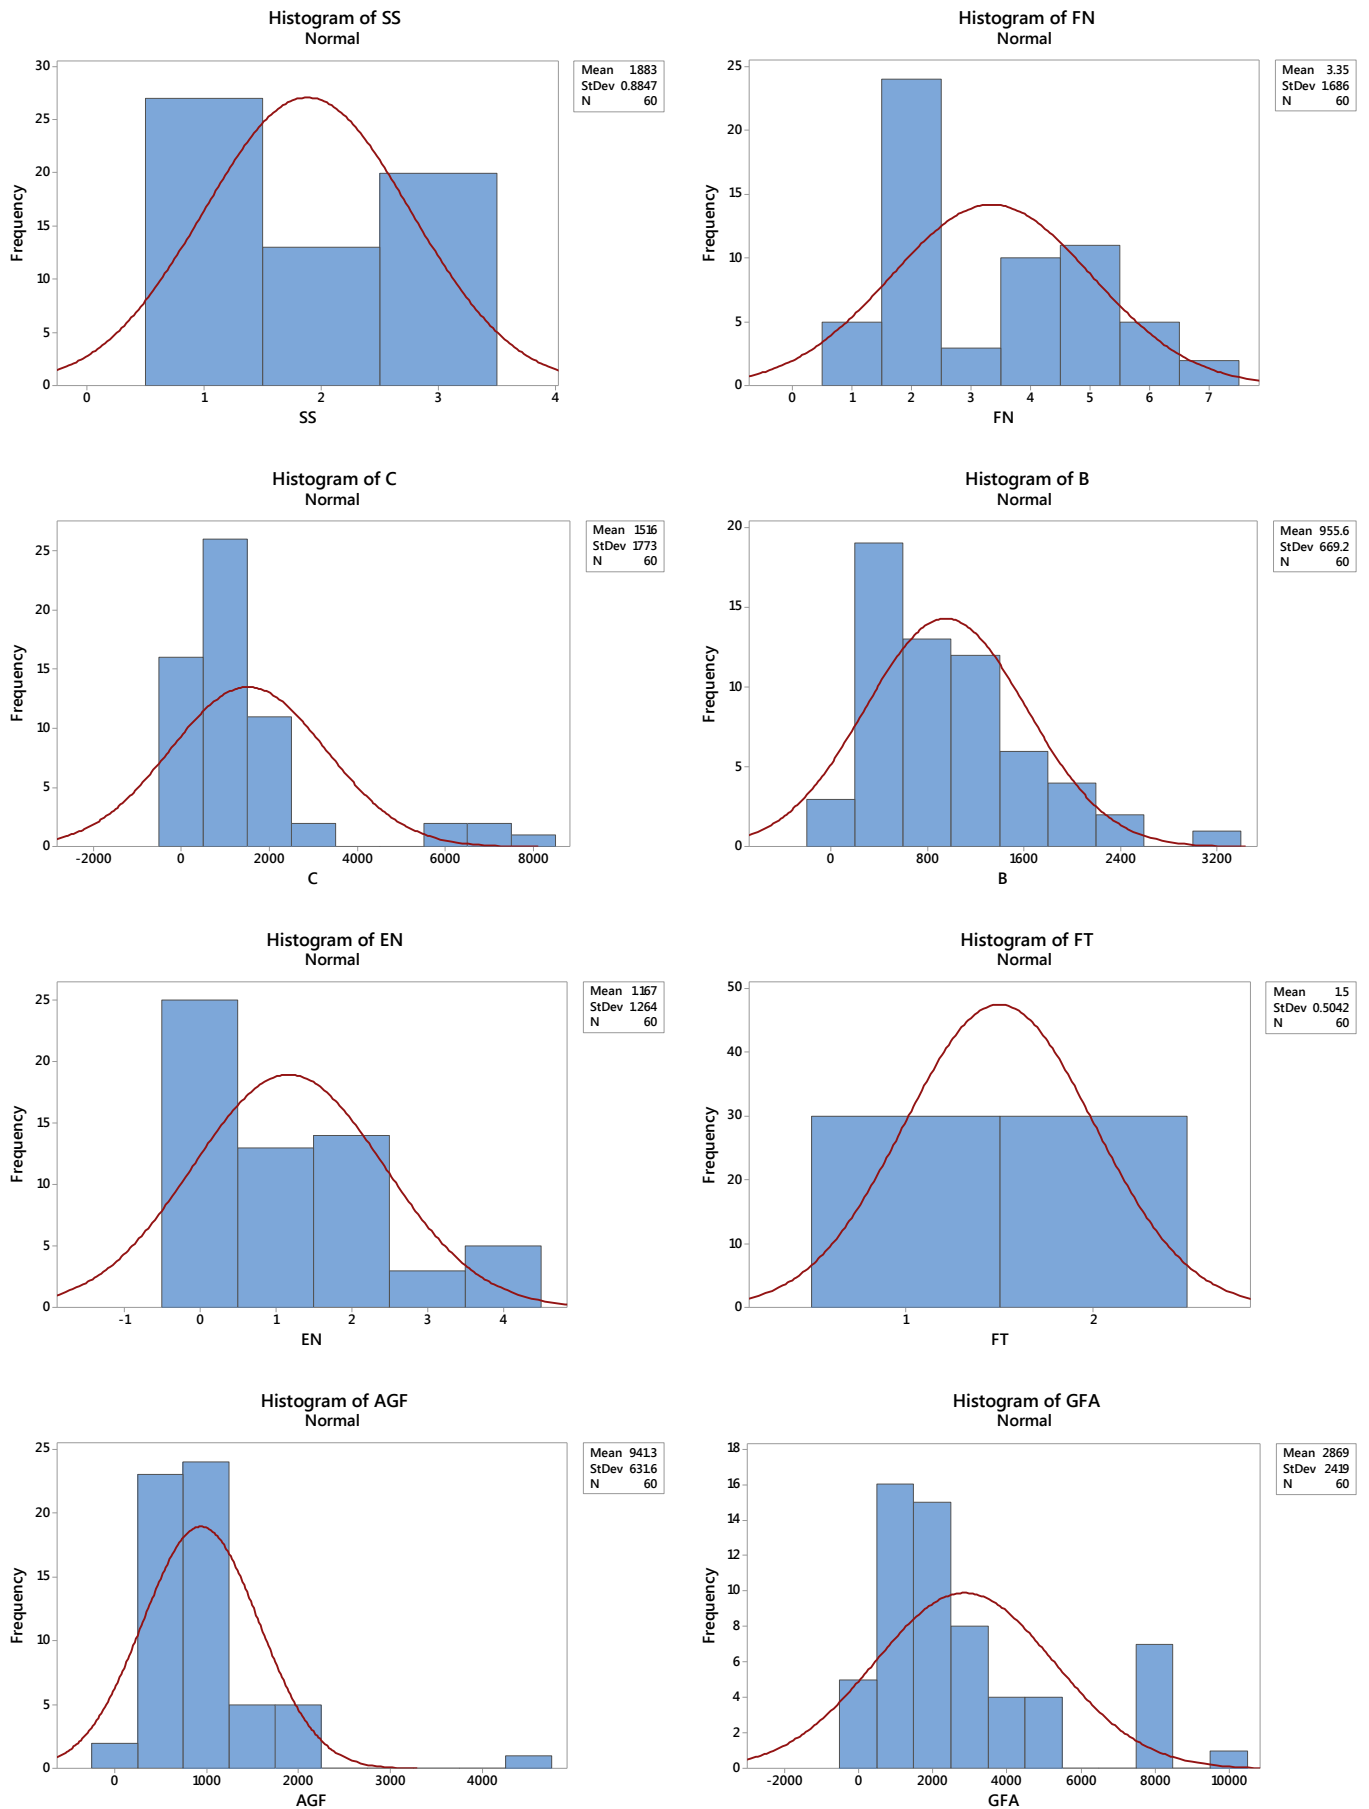 Histogram of SS
Normal
Mean 1.883
StDev 0.8847
N 60
Frequency
30
25
20
15
10
5
0
0 1 2 3 4
SS
Histogram of FN
Normal
Mean 3.35
StDev 1.686
N 60
Frequency
25
20
15
10
5
0
0 1 2 3 4 5 6 7
FN
Histogram of C
Normal
Mean 1516
StDev 1773
N 60
Frequency
25
20
15
10
5
0
-2000 0 2000 4000 6000 8000
C
Histogram of B
Normal
Mean 955.6
StDev 669.2
N 60
Frequency
20
15
10
5
0
0 800 1600 2400 3200
B
Histogram of EN
Normal
Mean 1.167
StDev 1.264
N 60
Frequency
25
20
15
10
5
0
-1 0 1 2 3 4
EN
Histogram of FT
Normal
Mean 1.5
StDev 0.5042
N 60
Frequency
50
40
30
20
10
0
1 2
FT
Histogram of AGF
Normal
Mean 9413
StDev 6316
N 60
Frequency
25
20
15
10
5
0
0 1000 2000 3000 4000
AGF
Histogram of GFA
Normal
Mean 2869
StDev 2419
N 60
Frequency
18
16
14
12
10
8
6
4
2
0
-2000 0 2000 4000 6000 8000 10000
GFA